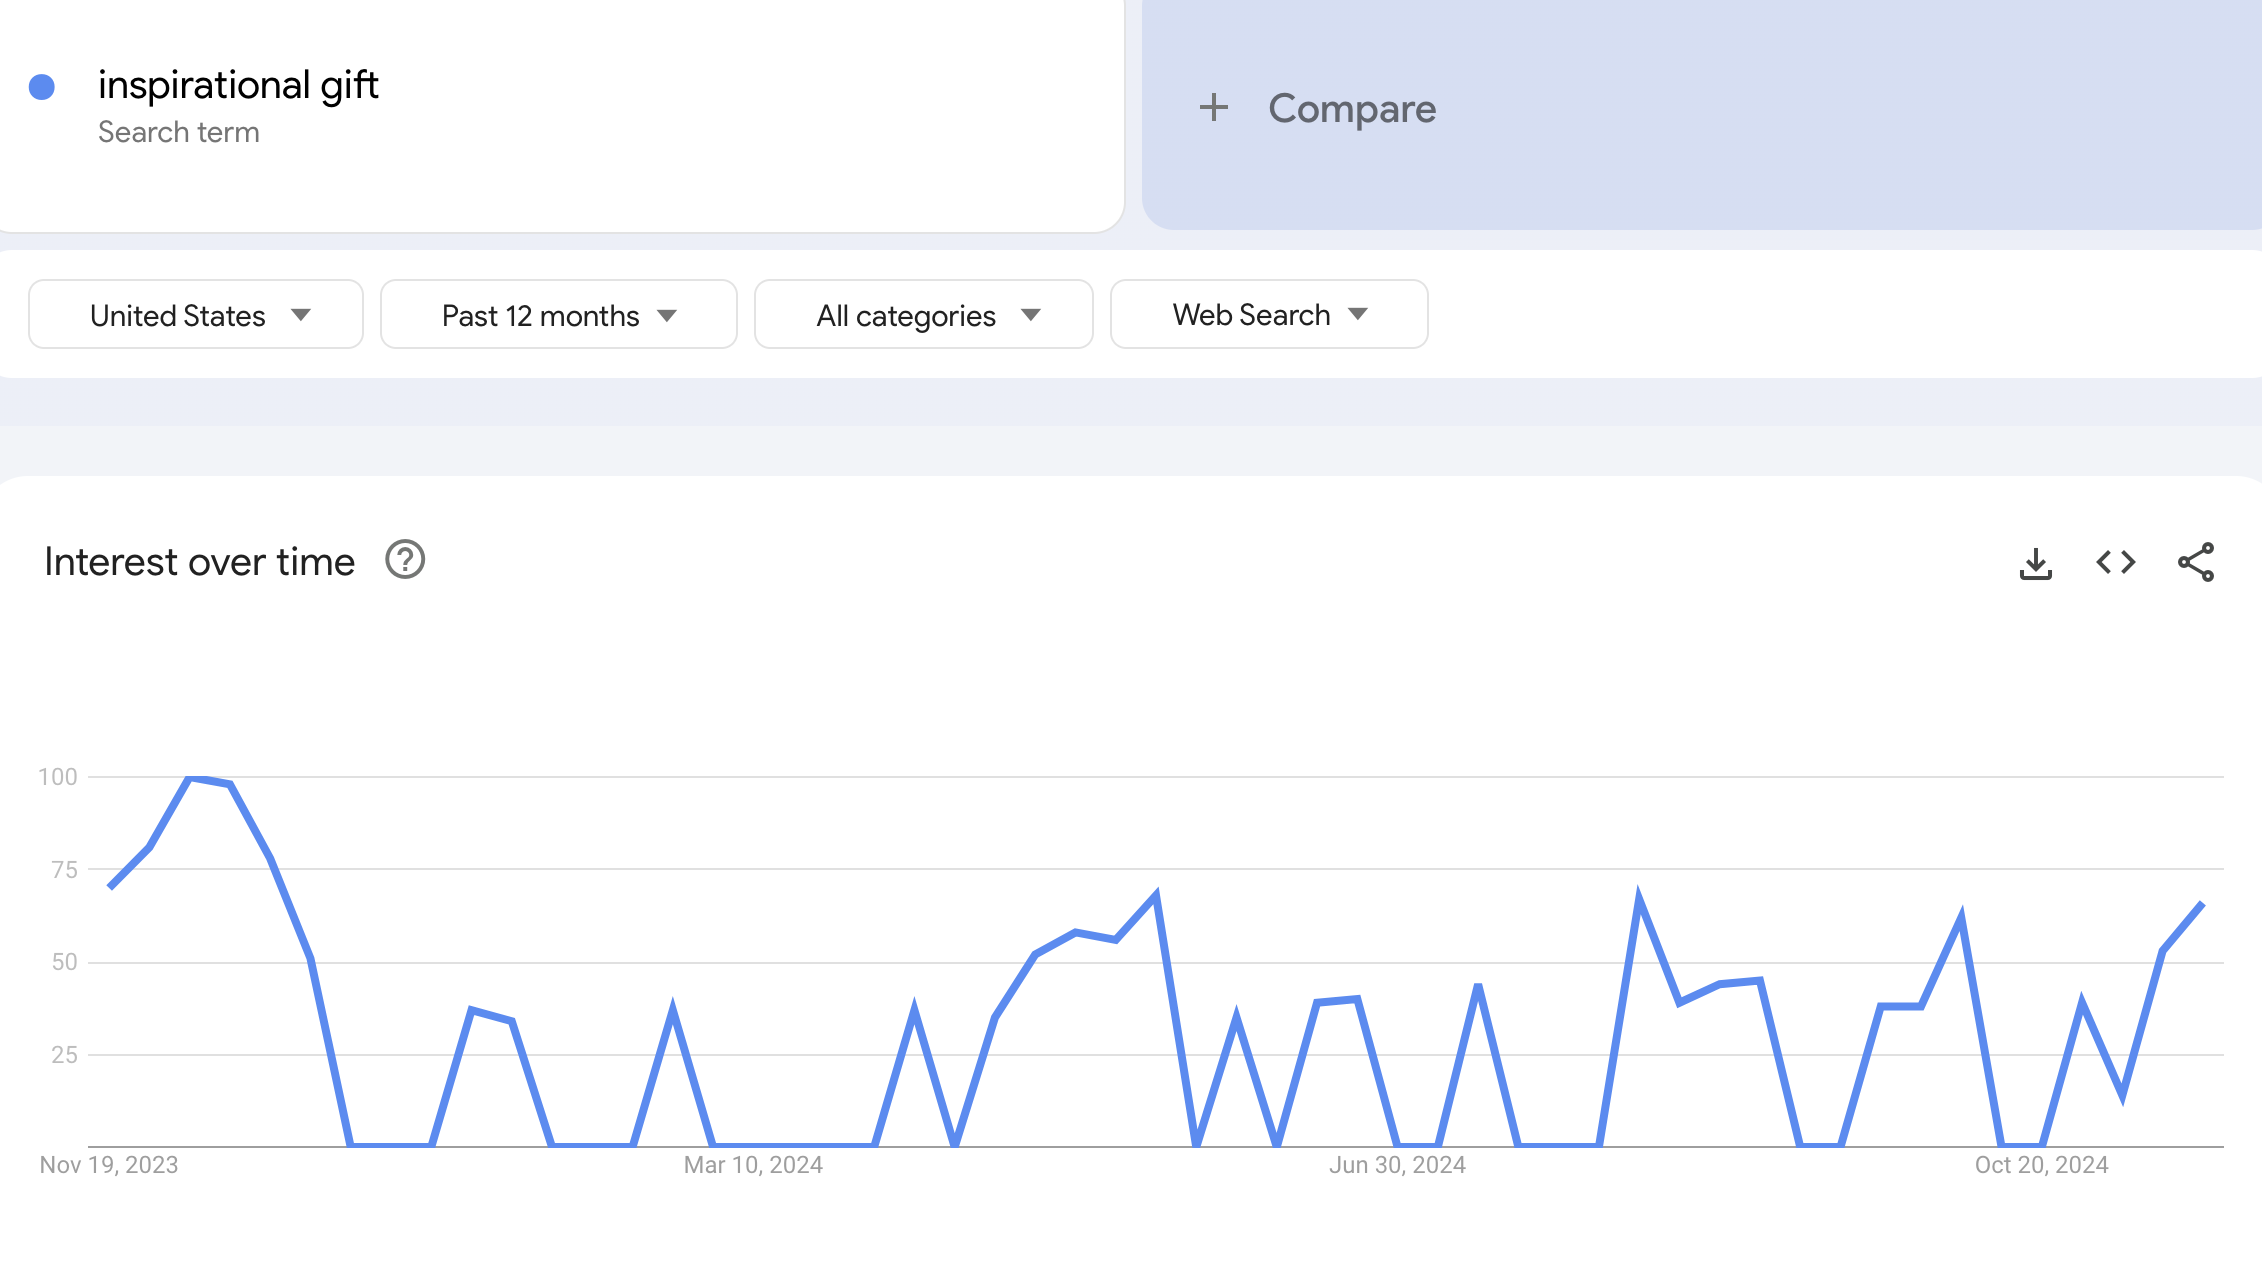 inspirational gift
Search term
+ Compare
United States
Past 12 months
All categories
Web Search
Interest over time
100
75
50
25
Nov 19, 2023
Mar 10, 2024
Jun 30, 2024
Oct 20, 2024